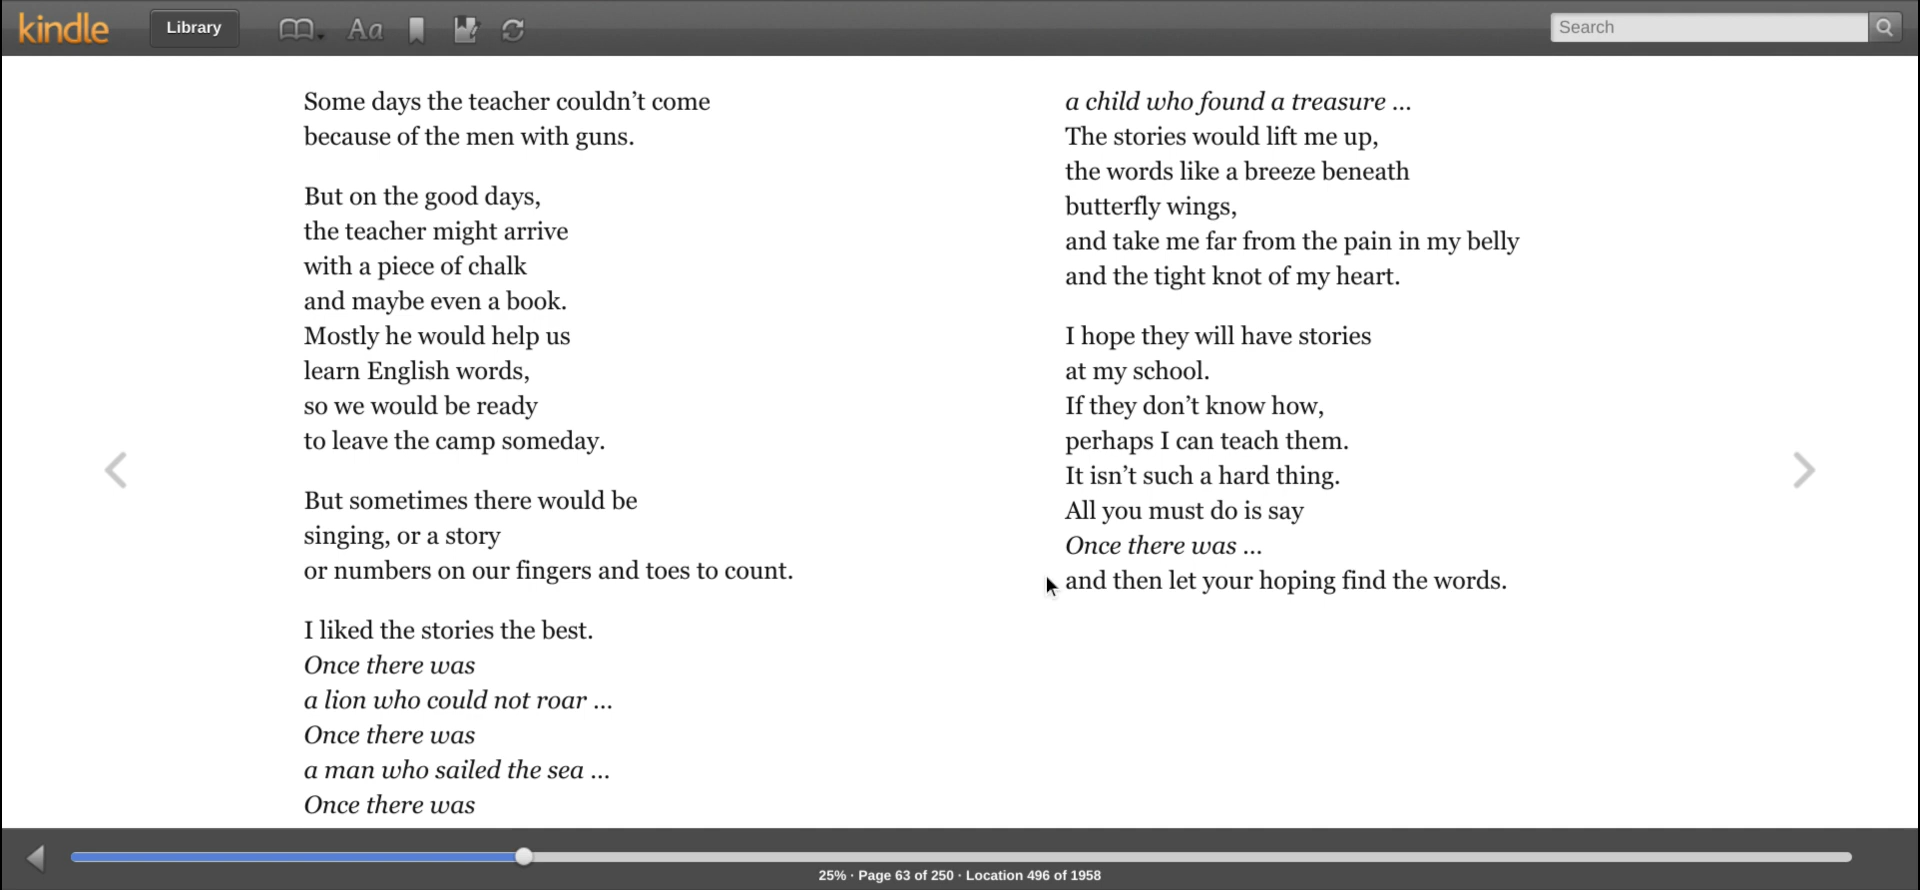 kindle
Library
Aa
Search
Some days the teacher couldn’t come
because of the men with guns.
But on the good days,
the teacher might arrive
with a piece of chalk
and maybe even a book.
Mostly he would help us
learn English words,
so we would be ready
to leave the camp someday.
But sometimes there would be
singing, or a story
or numbers on our fingers and toes to count.
I liked the stories the best.
Once there was
a lion who could not roar ...
Once there was
a man who sailed the sea ...
Once there was
a child who found a treasure ...
The stories would lift me up,
the words like a breeze beneath
butterfly wings,
and take me far from the pain in my belly
and the tight knot of my heart.
I hope they will have stories
at my school.
If they don’t know how,
perhaps I can teach them.
It isn’t such a hard thing.
All you must do is say
Once there was ...
and then let your hoping find the words.
25% · Page 63 of 250 · Location 496 of 1958